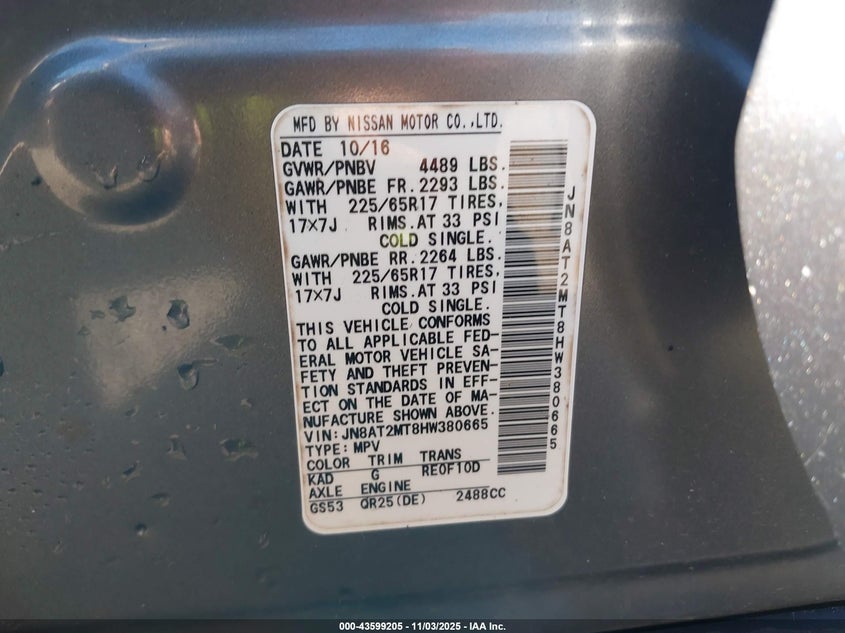 MFD BY NISSAN MOTOR CO.,LTD.
DATE 10/16
GVWR/PNBV 4489 LBS.
GAWR/PNBE FR. 2293 LBS.
WITH 225/65R17 TIRES,
17×7J RIMS.AT 33 PSI
COLD SINGLE.
GAWR/PNBE RR. 2264 LBS.
WITH 225/65R17 TIRES,
17×7J RIMS.AT 33 PSI
COLD SINGLE.
THIS VEHICLE CONFORMS
TO ALL APPLICABLE FED-
ERAL MOTOR VEHICLE SA-
FETY AND THEFT PREVEN-
TION STANDARDS IN EFF-
ECT ON THE DATE OF MA-
NUFACTURE SHOWN ABOVE.
VIN:JN8AT2MT8HW380665
TYPE:MPV
COLOR TRIM TRANS
KAD G RE0F10D
AXLE ENGINE
GS53 QR25(DE) 2488CC
JN8AT2MT8HW380665
000-43599205 - 11/03/2025 - IAA Inc.